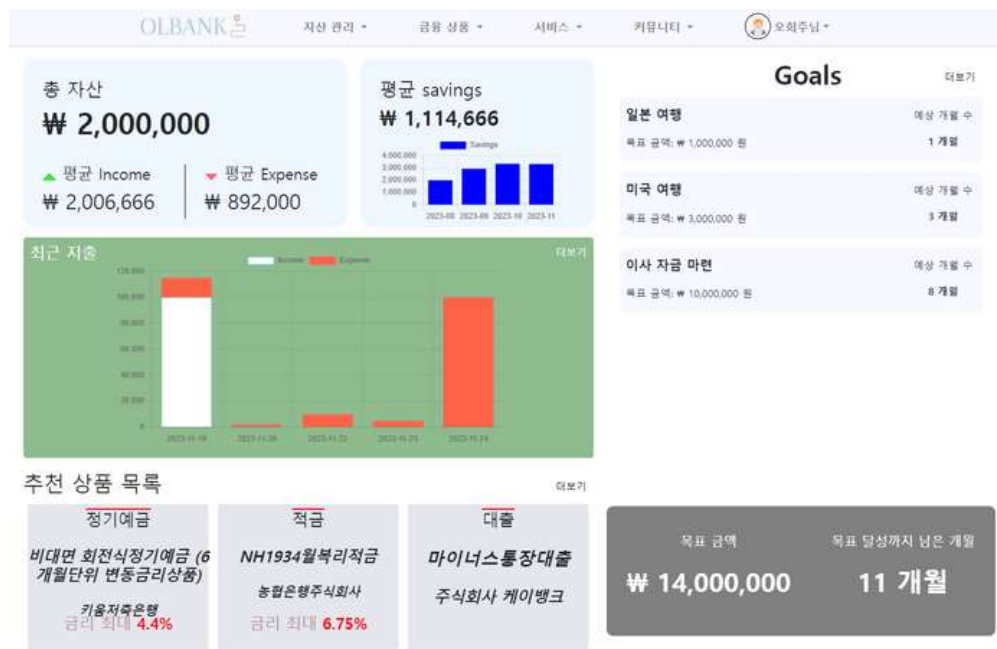 OLBANK 자산 관리 금융 상품 서비스 커뮤니티 오희주님
총 자산
₩ 2,000,000
평균 Income
₩ 2,006,666
평균 Expense
₩ 892,000
평균 savings
₩ 1,114,666
Savings
4,000,000
3,000,000
2,000,000
1,000,000
0
2023-08 2023-09 2023-10 2023-11
Goals 더보기
일본 여행 예상 개월 수
목표 금액: ₩ 1,000,000 원 1 개월
미국 여행 예상 개월 수
목표 금액: ₩ 3,000,000 원 3 개월
이사 자금 마련 예상 개월 수
목표 금액: ₩ 10,000,000 원 8 개월
최근 지출 더보기
Income Expense
120,000
100,000
80,000
60,000
40,000
20,000
0
2023-11-19 2023-11-20 2023-11-22 2023-11-23 2023-11-24
추천 상품 목록 더보기
정기예금
비대면 회전식정기예금 (6
개월단위 변동금리상품)
키움저축은행
금리 최대 4.4%
적금
NH1934월복리적금
농협은행주식회사
금리 최대 6.75%
대출
마이너스통장대출
주식회사 케이뱅크
목표 금액 목표 달성까지 남은 개월
₩ 14,000,000 11 개월